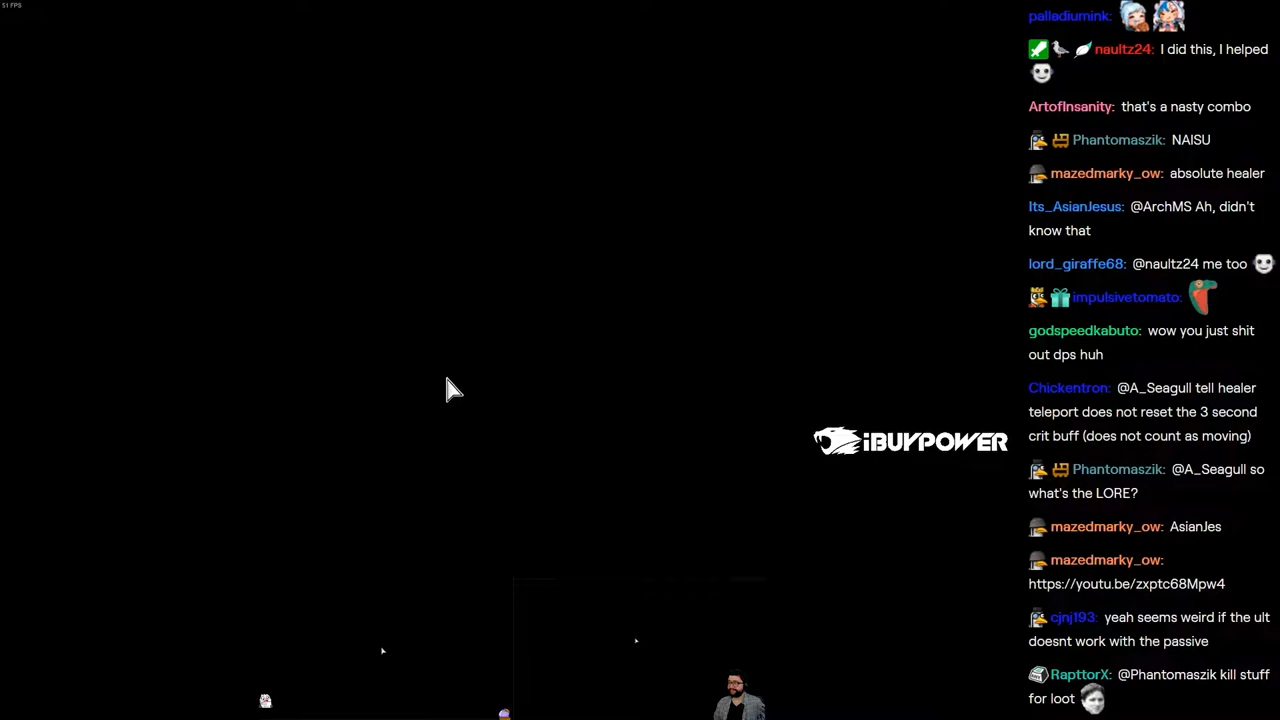 51 FPS
palladiumink:
naultz24: I did this, I helped
ArtofInsanity: that's a nasty combo
Phantomaszik: NAISU
mazedmarky_ow: absolute healer
Its_AsianJesus: @ArchMS Ah, didn't
know that
lord_giraffe68: @naultz24 me too
impulsivetomato:
godspeedkabuto: wow you just shit
out dps huh
Chickentron: @A_Seagull tell healer
teleport does not reset the 3 second
crit buff (does not count as moving)
iBUYPOWER
Phantomaszik: @A_Seagull so
what's the LORE?
mazedmarky_ow: AsianJes
mazedmarky_ow:
https://youtu.be/zxptc68Mpw4
cjnj193: yeah seems weird if the ult
doesnt work with the passive
RapttorX: @Phantomaszik kill stuff
for loot